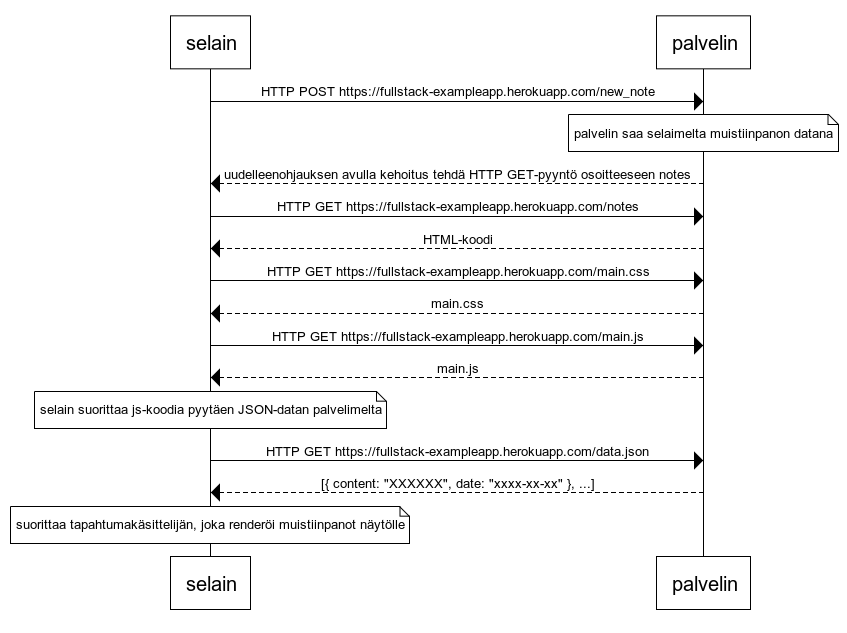 selain
palvelin
HTTP POST https://fullstack-exampleapp.herokuapp.com/new_note
palvelin saa selaimelta muistiinpanon datana
uudelleenohjauksen avulla kehoitus tehdä HTTP GET-pyyntö osoitteeseen notes
HTTP GET https://fullstack-exampleapp.herokuapp.com/notes
HTML-koodi
HTTP GET https://fullstack-exampleapp.herokuapp.com/main.css
main.css
HTTP GET https://fullstack-exampleapp.herokuapp.com/main.js
main.js
selain suorittaa js-koodia pyytäen JSON-datan palvelimelta
HTTP GET https://fullstack-exampleapp.herokuapp.com/data.json
[{ content: "XXXXXX", date: "xxxx-xx-xx" }, ...]
suorittaa tapahtumakäsittelijän, joka renderöi muistiinpanot näytölle
selain
palvelin